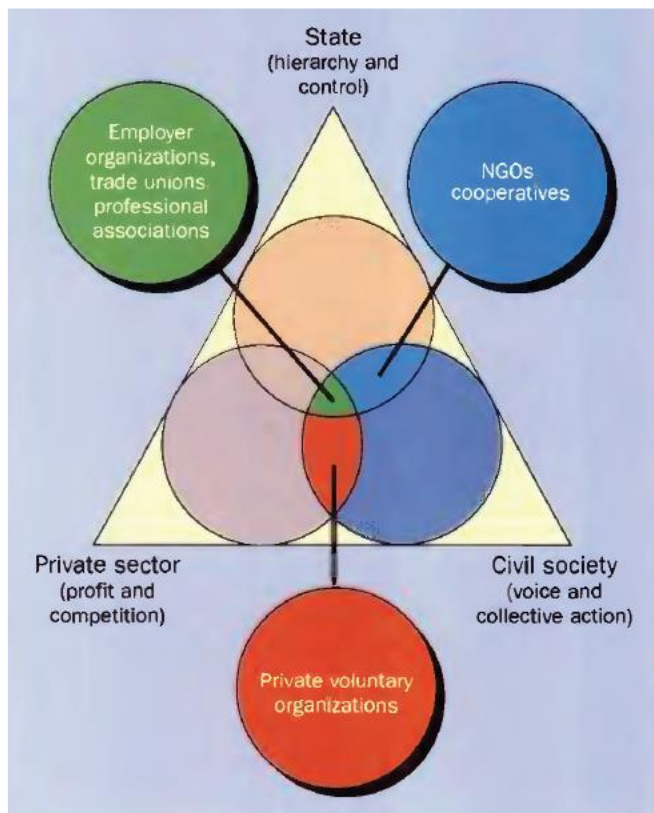 State
(hierarchy and
control)
Employer
organizations,
trade unions
professional
associations
NGOs
cooperatives
Private sector
(profit and
competition)
Civil society
(voice and
collective action)
Private voluntary
organizations